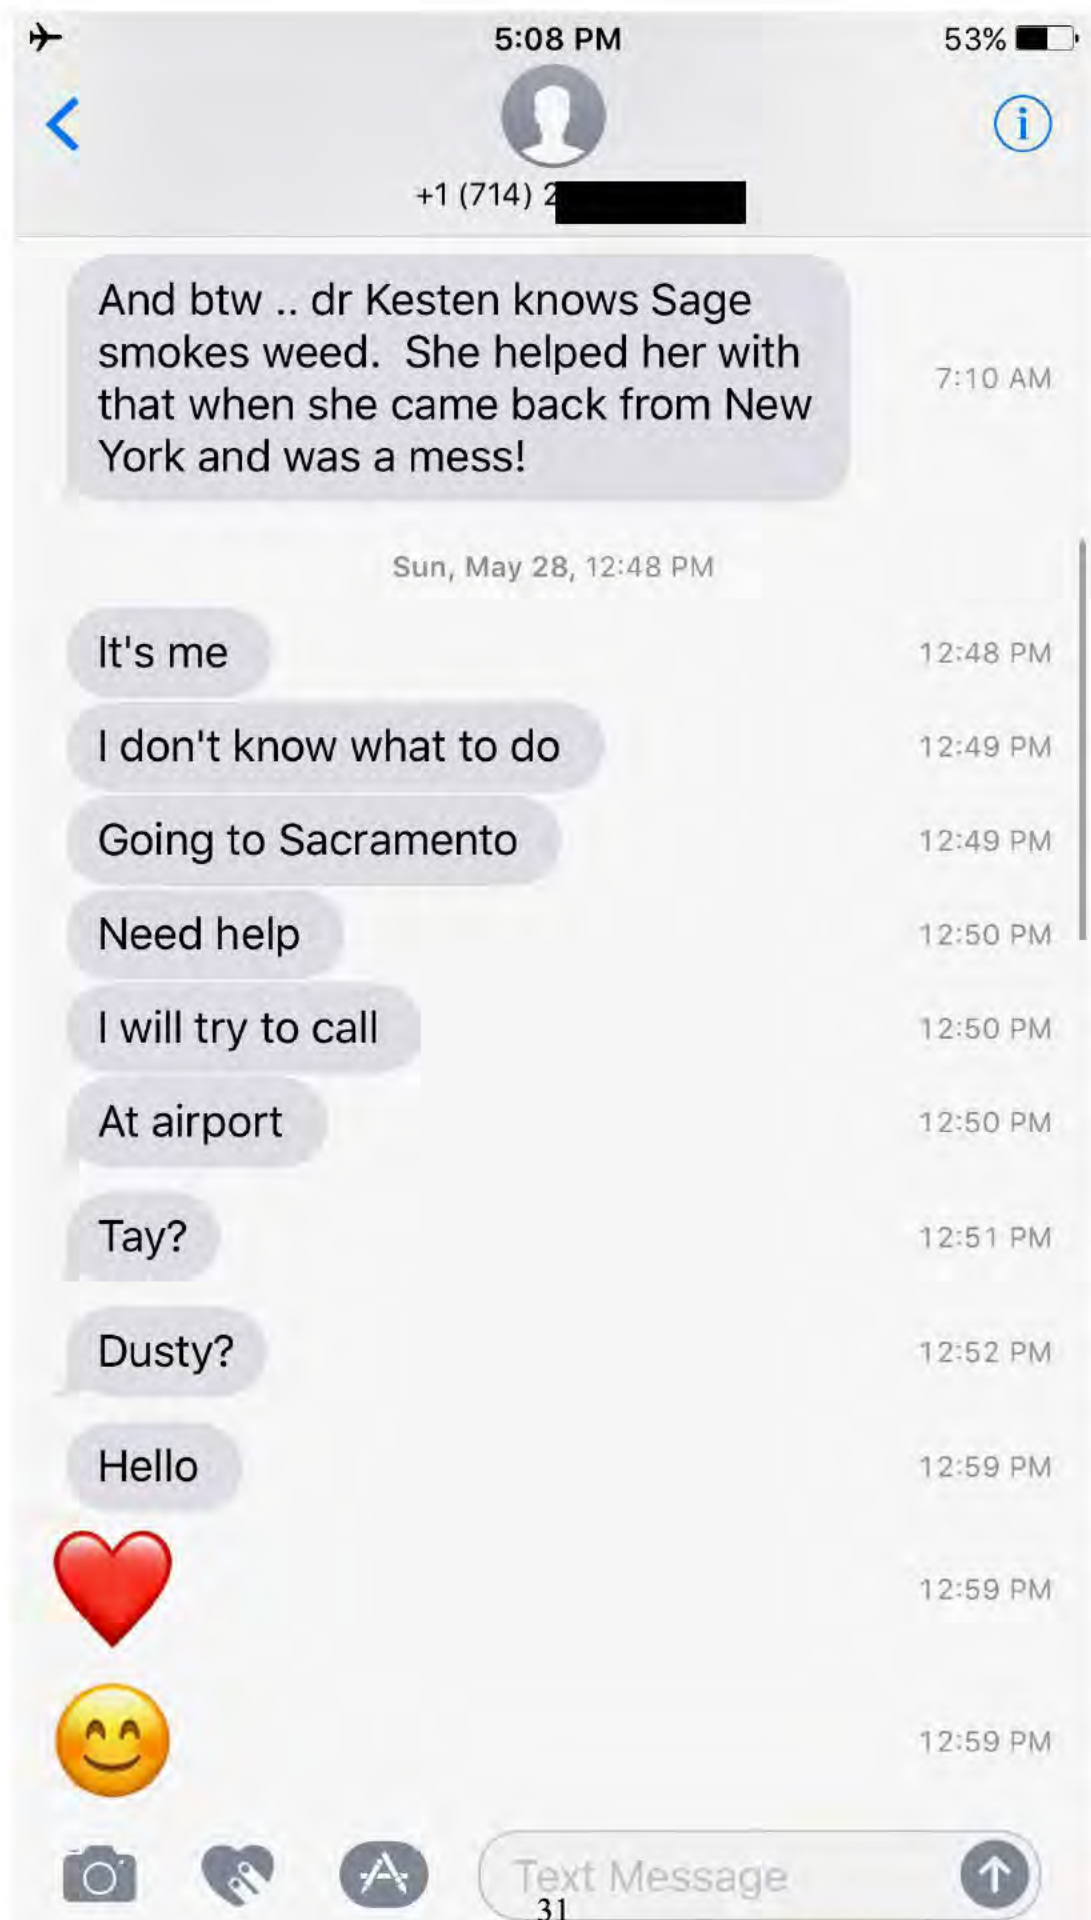 5:08 PM
53%
+1 (714) 2
And btw .. dr Kesten knows Sage
smokes weed.  She helped her with
that when she came back from New
York and was a mess!
7:10 AM
Sun, May 28, 12:48 PM
It's me
12:48 PM
I don't know what to do
12:49 PM
Going to Sacramento
12:49 PM
Need help
12:50 PM
I will try to call
12:50 PM
At airport
12:50 PM
Tay?
12:51 PM
Dusty?
12:52 PM
Hello
12:59 PM
12:59 PM
12:59 PM
Text Message
31